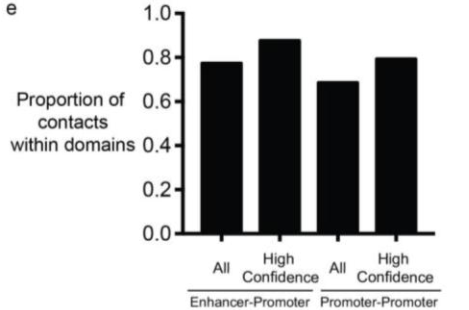 e
Proportion of
contacts
within domains
1.0
0.8
0.6
0.4
0.2
0.0
All
High
Confidence
All
High
Confidence
Enhancer-Promoter
Promoter-Promoter